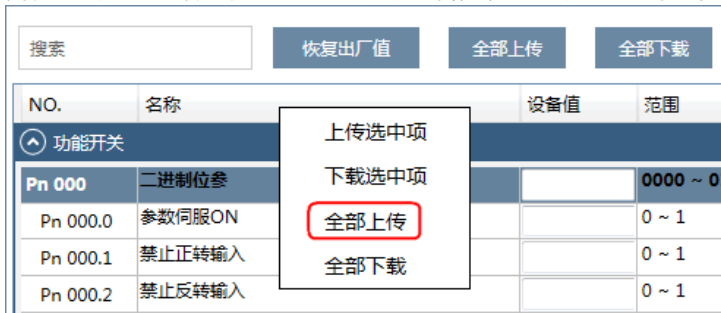 搜索 恢复出厂值 全部上传 全部下载
NO. 名称 设备值 范围
功能开关
Pn 000 二进制位参 0000 ~ 0
Pn 000.0 参数伺服ON 0 ~ 1
Pn 000.1 禁止正转输入 0 ~ 1
Pn 000.2 禁止反转输入 0 ~ 1
上传选中项
下载选中项
全部上传
全部下载